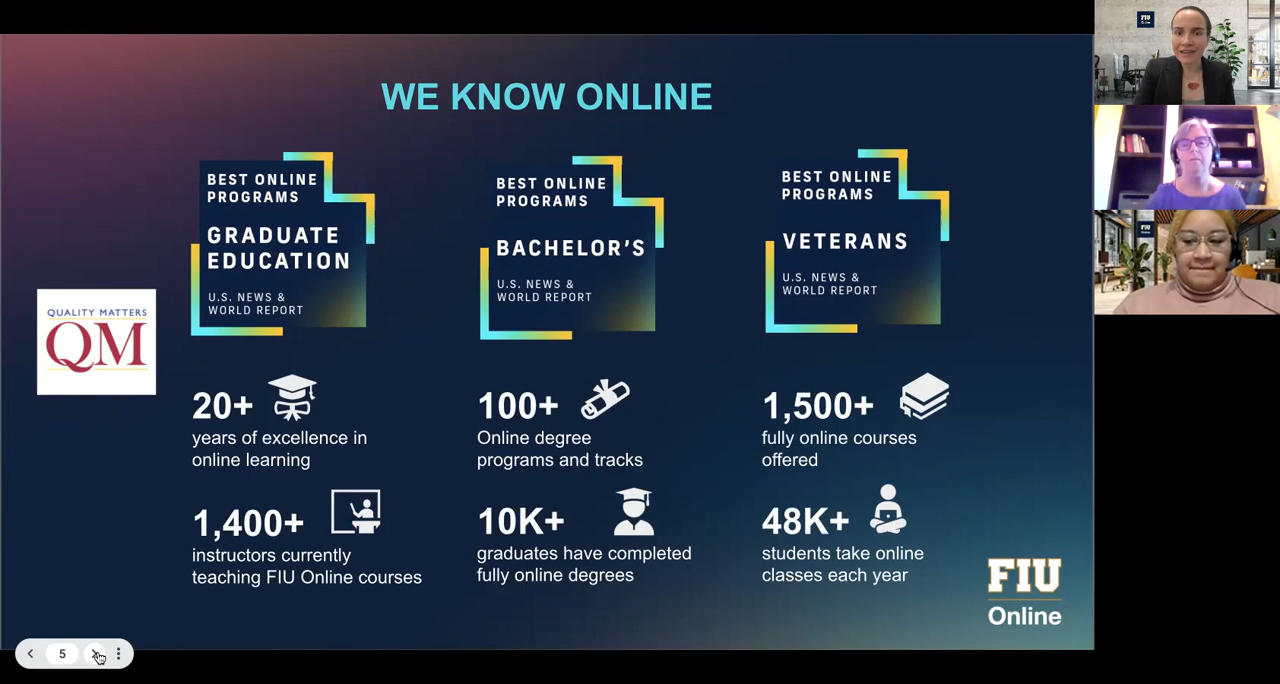 WE KNOW ONLINE
BEST ONLINE
PROGRAMS
GRADUATE
EDUCATION
U.S. NEWS &
WORLD REPORT
BEST ONLINE
PROGRAMS
BACHELOR'S
U.S. NEWS &
WORLD REPORT
BEST ONLINE
PROGRAMS
VETERANS
U.S. NEWS &
WORLD REPORT
QUALITY MATTERS
QM
20+
years of excellence in
online learning
100+
Online degree
programs and tracks
1,500+
fully online courses
offered
1,400+
instructors currently
teaching FIU Online courses
10K+
graduates have completed
fully online degrees
48K+
students take online
classes each year
FIU
Online
5
FIU
FIU